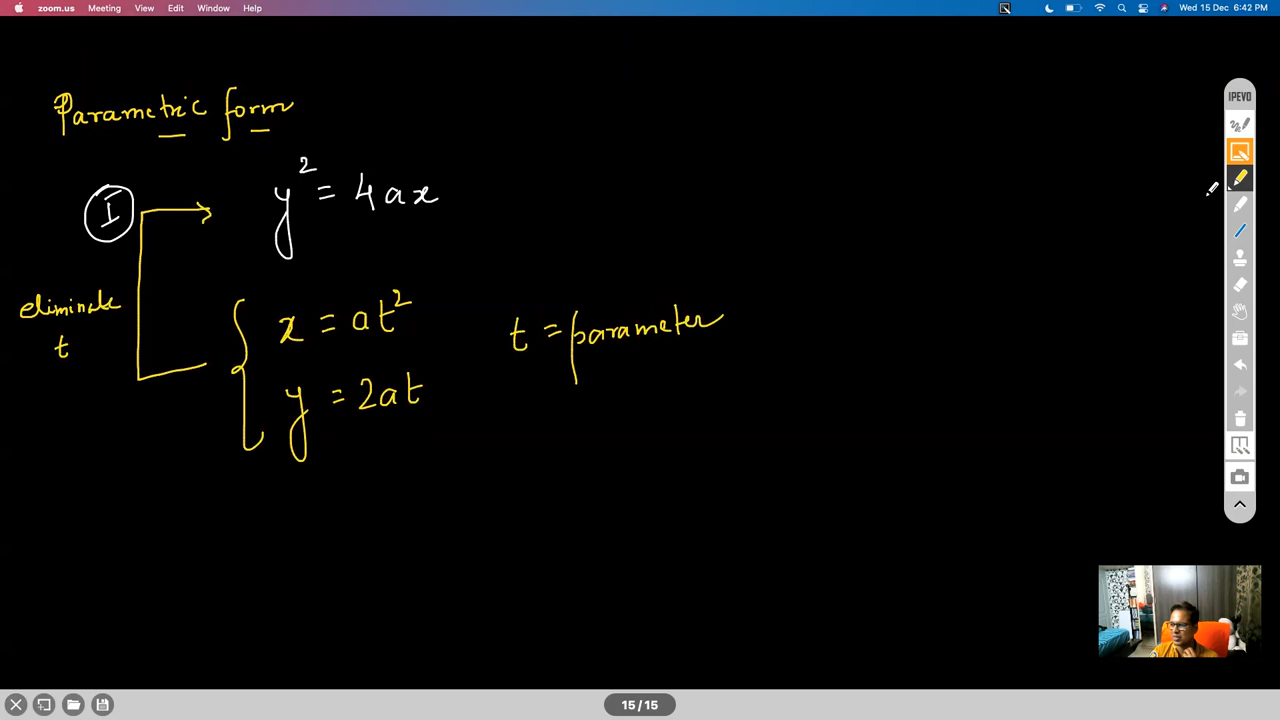 zoom.us Meeting View Edit Window Help Wed 15 Dec 6:42 PM
Parametric form
IPEVO
I y² = 4ax
eliminate
t
x = at²
t = parameter
y = 2at
15/15